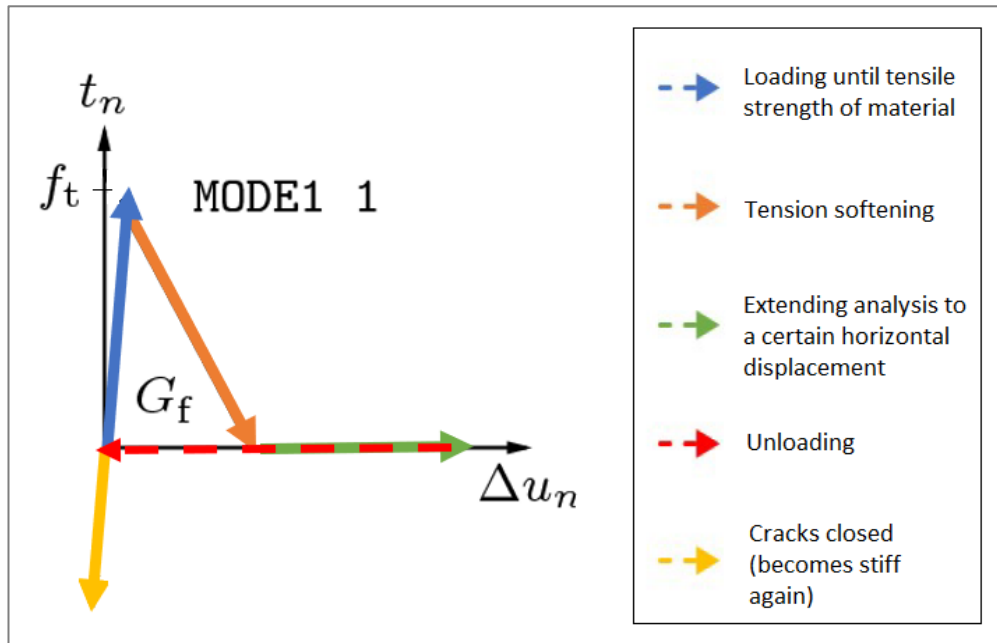 t_n
f_t
MODE1 1
G_f
Δu_n
Loading until tensile
strength of material
Tension softening
Extending analysis to
a certain horizontal
displacement
Unloading
Cracks closed
(becomes stiff
again)